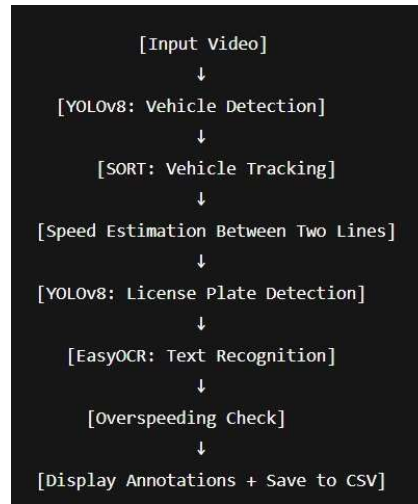 [Input Video]
↓
[YOLOv8: Vehicle Detection]
↓
[SORT: Vehicle Tracking]
↓
[Speed Estimation Between Two Lines]
↓
[YOLOv8: License Plate Detection]
↓
[EasyOCR: Text Recognition]
↓
[Overspeeding Check]
↓
[Display Annotations + Save to CSV]